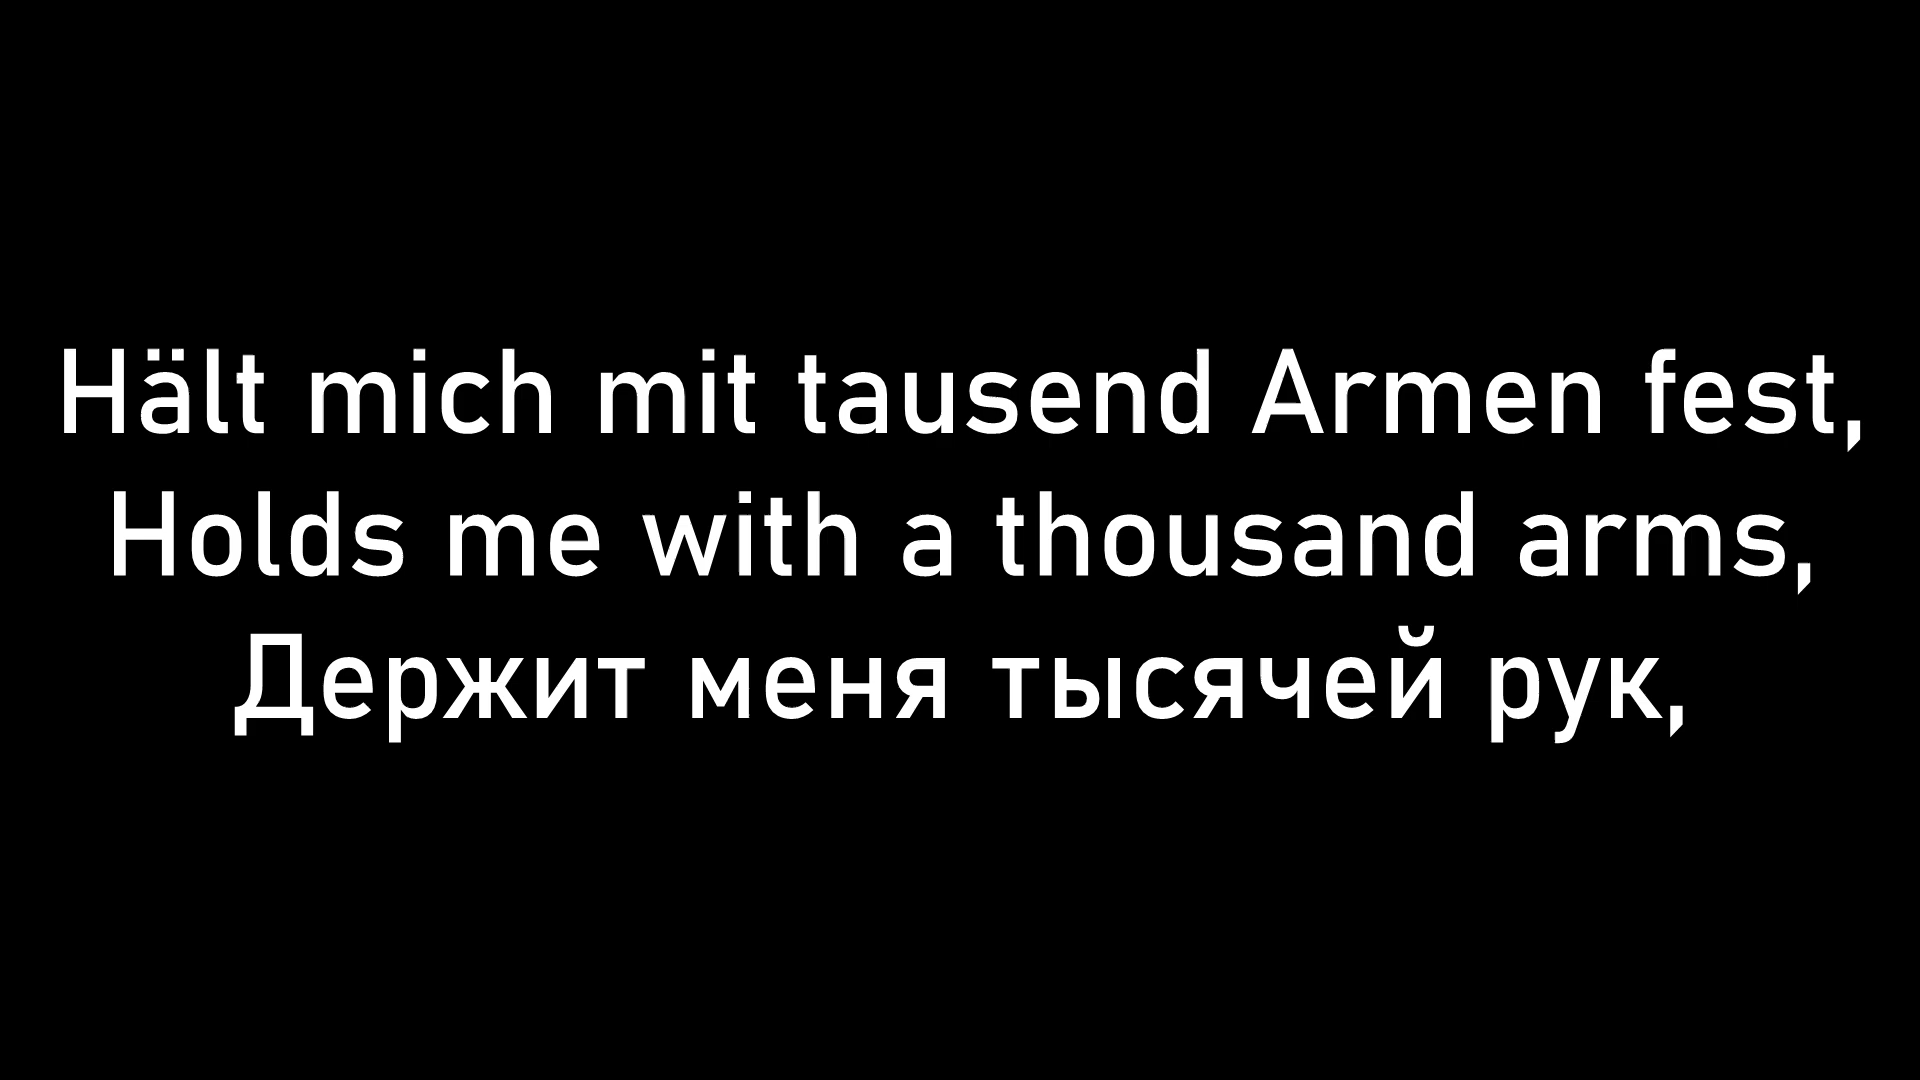 Hält mich mit tausend Armen fest,
Holds me with a thousand arms,
Держит меня тысячей рук,